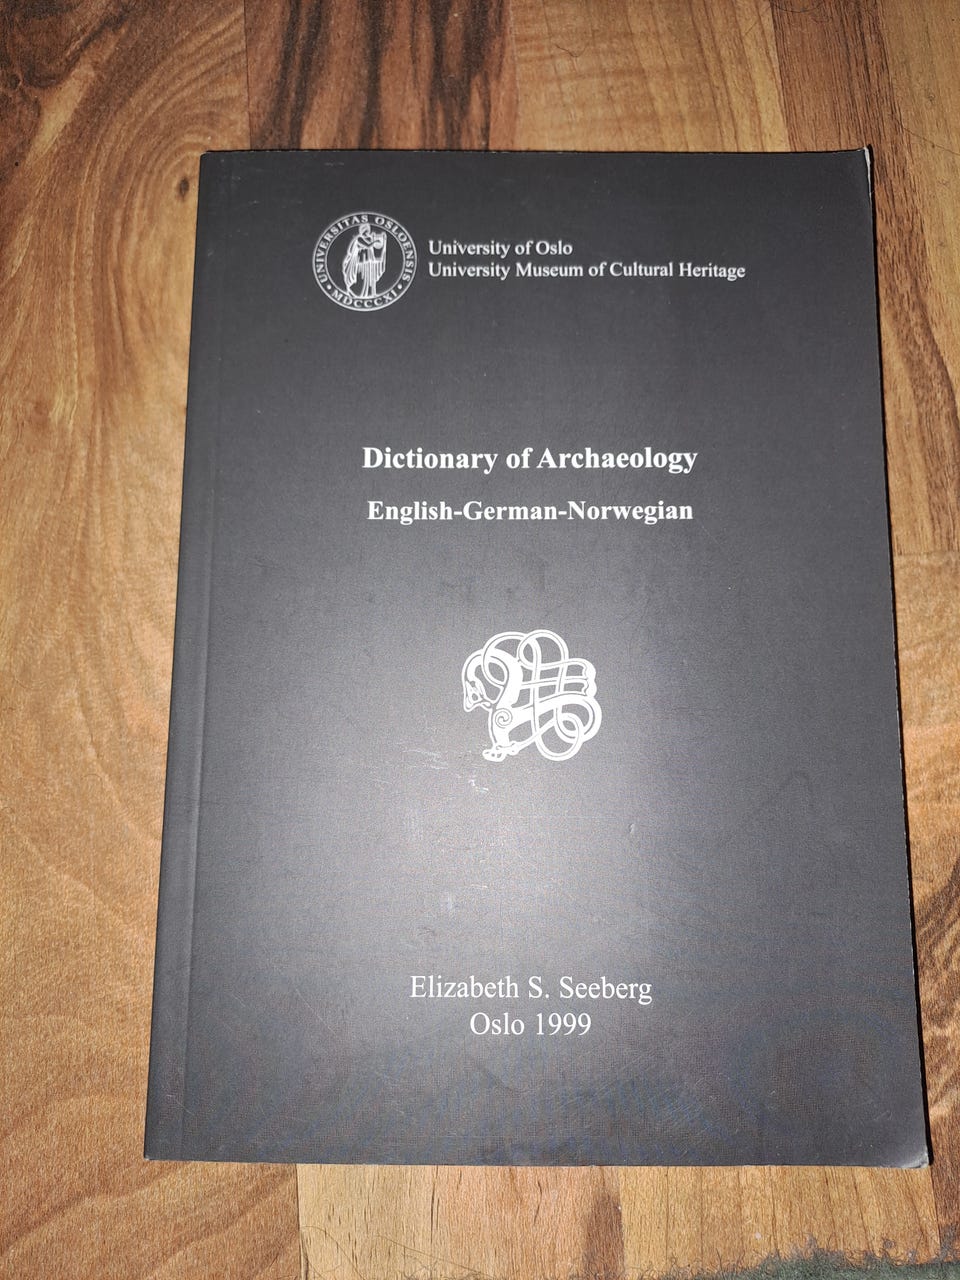 UNIVERSITAS OSLOENSIS
MDCCCXI
University of Oslo
University Museum of Cultural Heritage
Dictionary of Archaeology
English-German-Norwegian
Elizabeth S. Seeberg
Oslo 1999